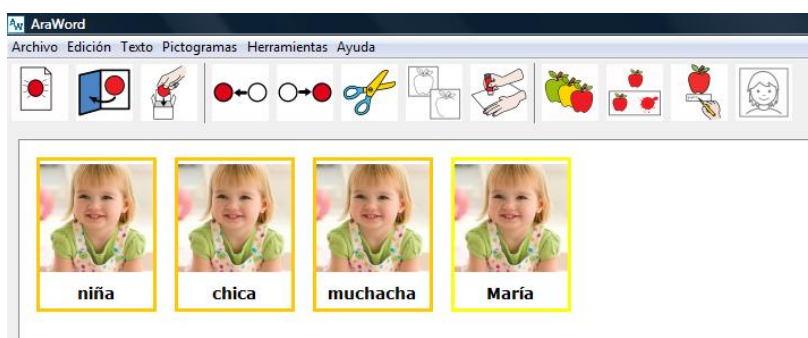 AraWord
Archivo Edición Texto Pictogramas Herramientas Ayuda
niña chica muchacha María